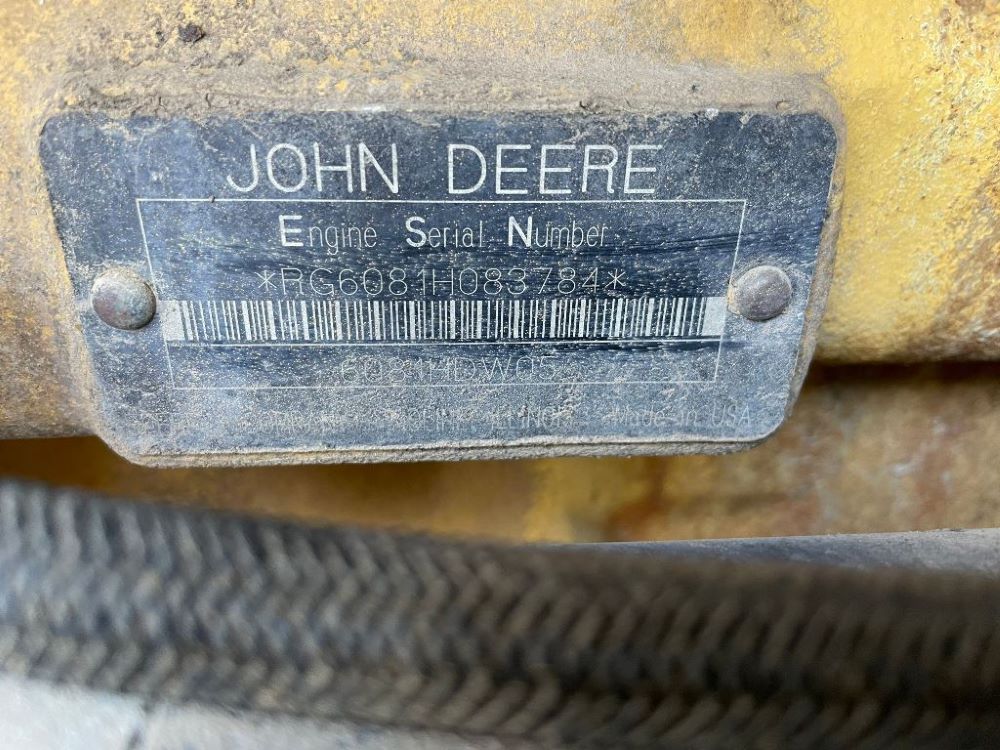 JOHN DEERE
Engine Serial Number
*RG6081H083784*
6081HDW05
Made in USA